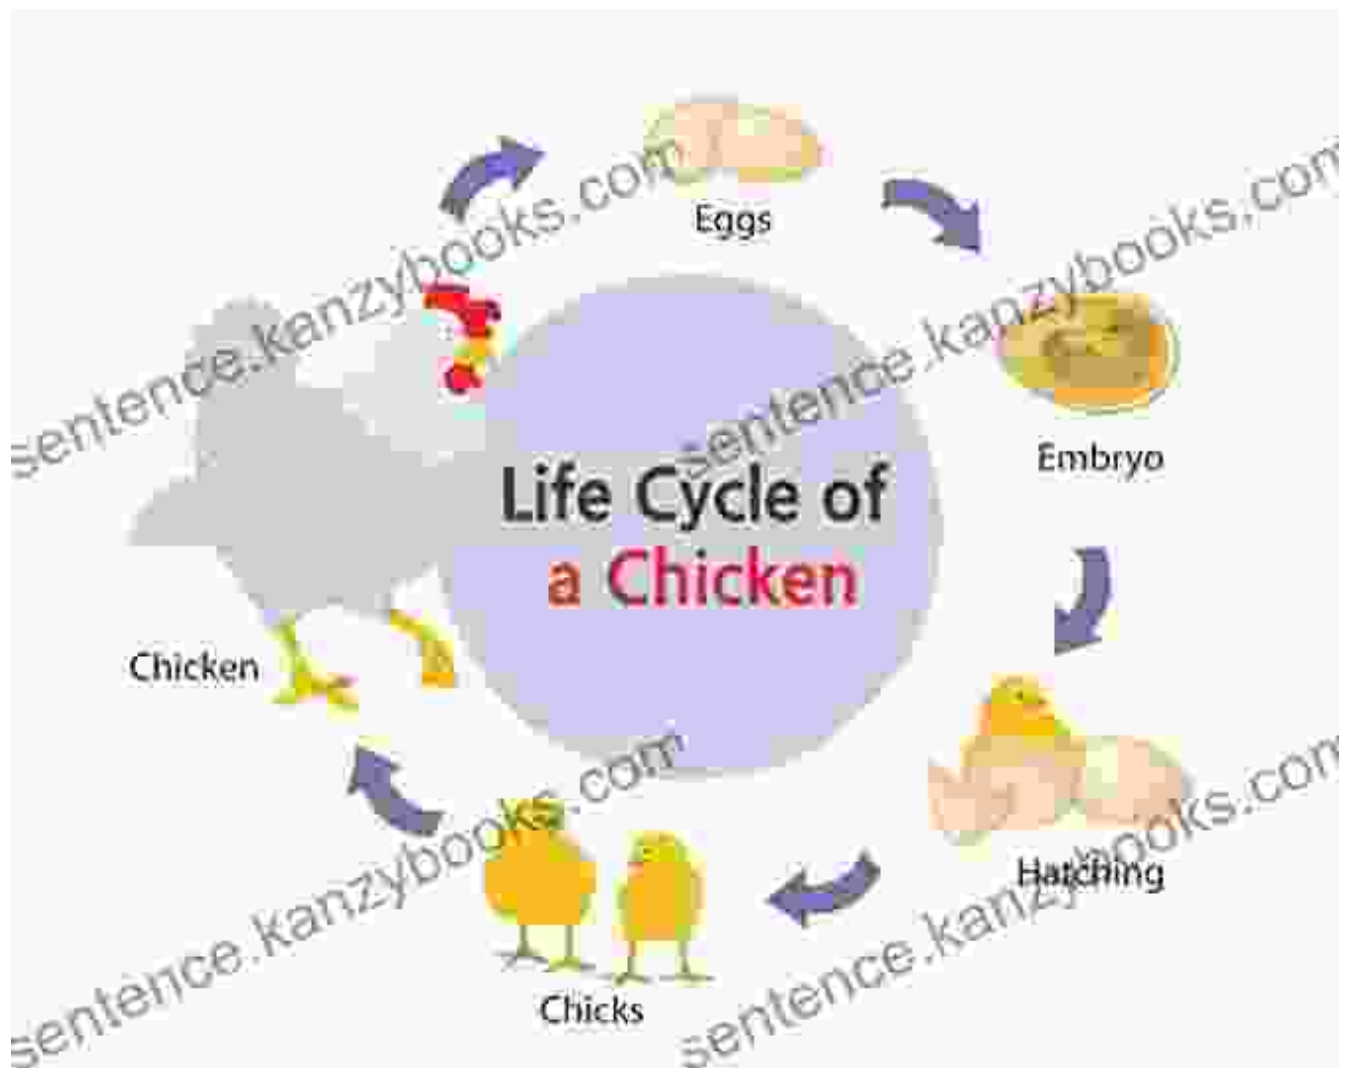 Eggs
Embryo
Life Cycle of
a Chicken
Chicken
Hatching
Chicks
sentence.kanzybooks.com
sentence.kanzybooks.com
sentence.kanzybooks.com
sentence.kanzybooks.com